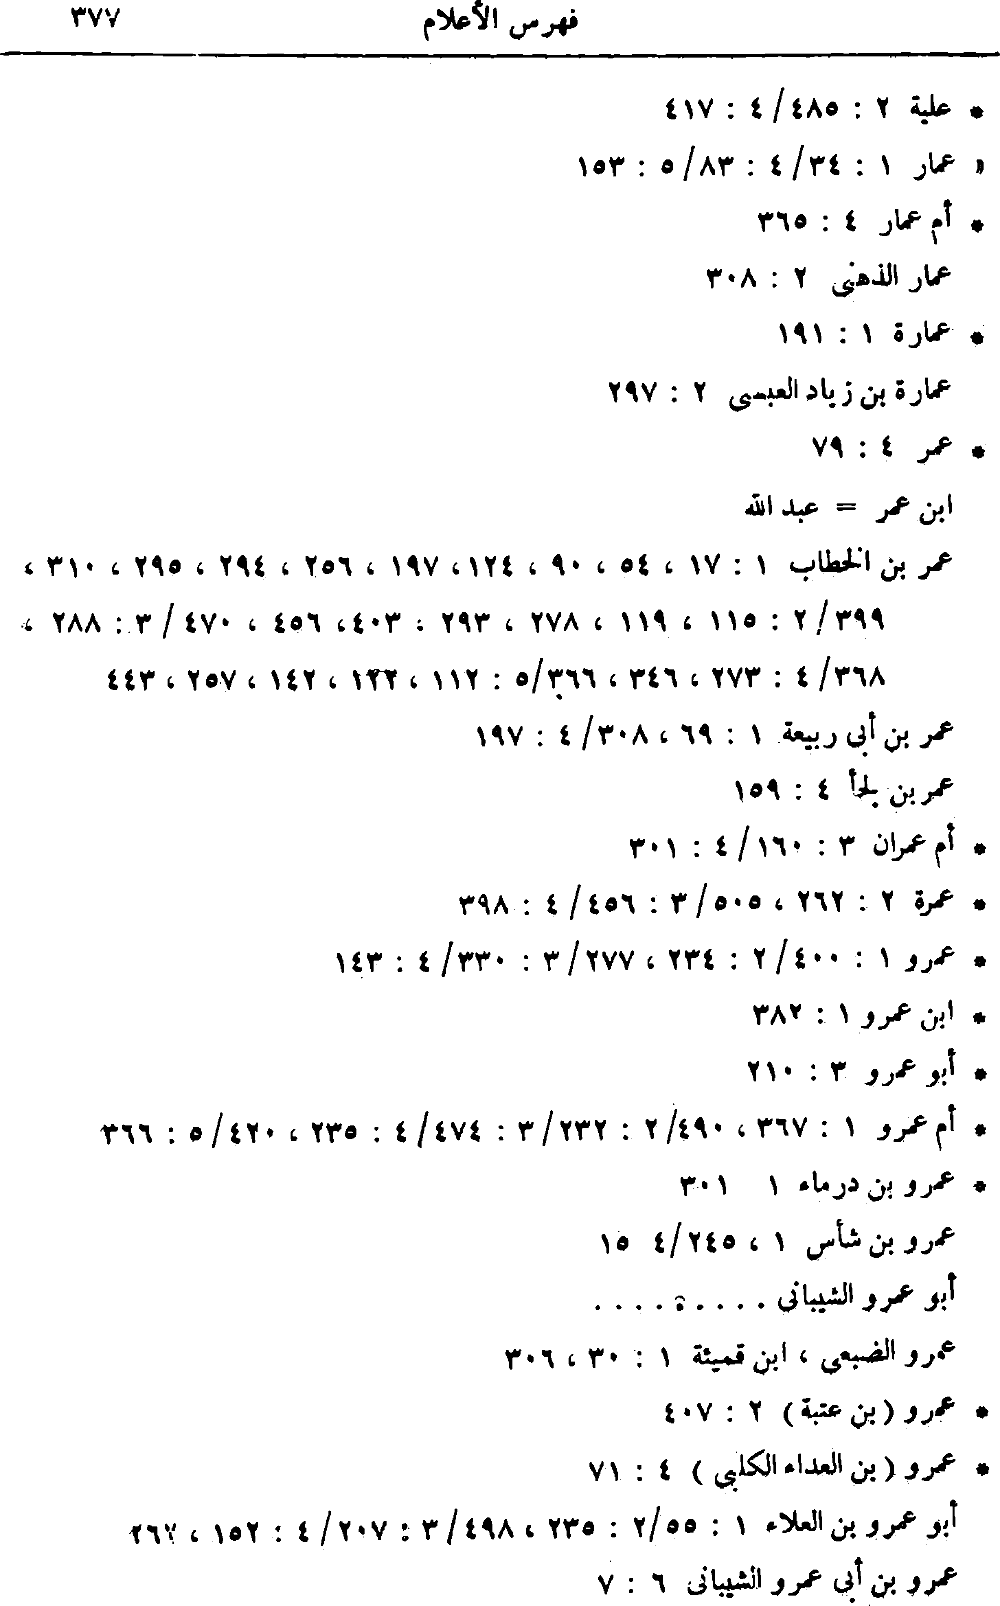 فهرس الأعلام ٣٧٧
* علية ٢ : ٤٨٥/ ٤ : ٤١٧
« عمار ١ : ٣٤/ ٤ : ٨٣/ ٥ : ١٥٣
* أم عمار ٤ : ٣٦٥
عمار الذهنى ٢ : ٣٠٨
* عمارة ١ : ١٩١
عمارة بن زياد العبسى ٢ : ٢٩٧
* عمر ٤ : ٧٩
ابن عمر = عبد الله
عمر بن الخطاب ١ : ١٧ ، ٥٤ ، ٩٠ ، ١٢٤، ١٩٧ ، ٢٥٦ ، ٢٩٤ ، ٢٩٥ ، ٣١٠ ،
٣٩٩/ ٢ : ١١٥ ، ١١٩ ، ٢٧٨ ، ٢٩٣ : ٤٠٣، ٤٥٦ ، ٤٧٠/ ٣ : ٢٨٨ ،
٣٦٨/ ٤ : ٢٧٣ ، ٣٤٦ ، ٣٦٦/ ٥ : ١١٢ ، ١٢٢ ، ١٤٢ ، ٢٥٧ ، ٤٤٣
عمر بن أبى ربيعة ١ : ٦٩ ، ٣٠٨/ ٤ : ١٩٧
عمر بن لجأ ٤ : ١٥٩
* أم عمران ٣ : ١٦٠/ ٤ : ٣٠١
* عمرة ٢ : ٢٦٢ ، ٥٠٥/ ٣ : ٤٥٦/ ٤ : ٣٩٨
* عمرو ١ : ٤٠٠/ ٢ : ٢٣٤ ، ٢٧٧/ ٣ : ٣٣٠/ ٤ : ١٤٣
* ابن عمرو ١ : ٣٨٢
* أبو عمرو ٣ : ٢١٠
* أم عمرو ١ : ٣٦٧ ، ٤٩٠/ ٢ : ٢٣٢/ ٣ : ٤٧٤/ ٤ : ٢٣٥ ، ٤٢٠/ ٥ : ٣٦٦
* عمرو بن درماء ١ ٣٠١
عمرو بن شأس ١ ، ٢٤٥/ ٤ ١٥
أبو عمرو الشيبانى . . . . ة . . . .
عمرو الضبعى ، ابن قميئة ١ : ٣٠ ، ٣٠٦
* عمرو (بن عتبة) ٢ : ٤٠٧
* عمرو (بن العداء الكلبي) ٤ : ٧١
أبو عمرو بن العلاء ١ : ٥٥/ ٢ : ٢٣٥ ، ٤٩٨/ ٣ : ٢٠٧/ ٤ : ١٥٢ ، ٢٦٧
عمرو بن أبى عمرو الشيبانى ٦ : ٧